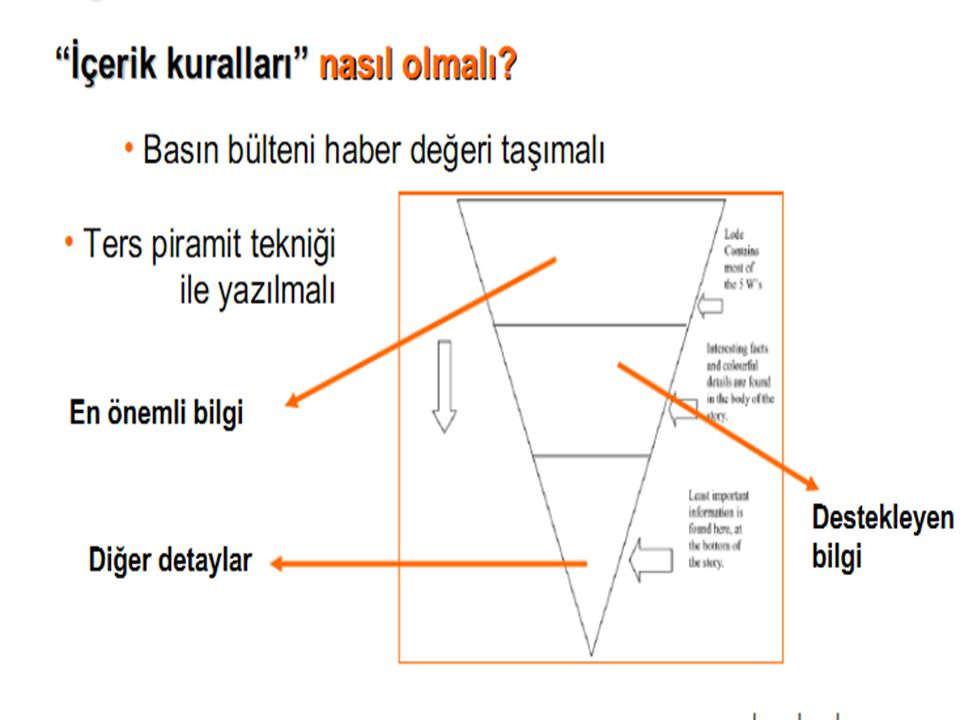 “İçerik kuralları” nasıl olmalı?
• Basın bülteni haber değeri taşımalı
• Ters piramit tekniği
ile yazılmalı
Lede
Contains
most of
the 5 W's
Interesting facts
and colourful
details are found
in the body of the
story.
En önemli bilgi
Least important
information is
found here, at
the bottom of
the story.
Destekleyen
bilgi
Diğer detaylar